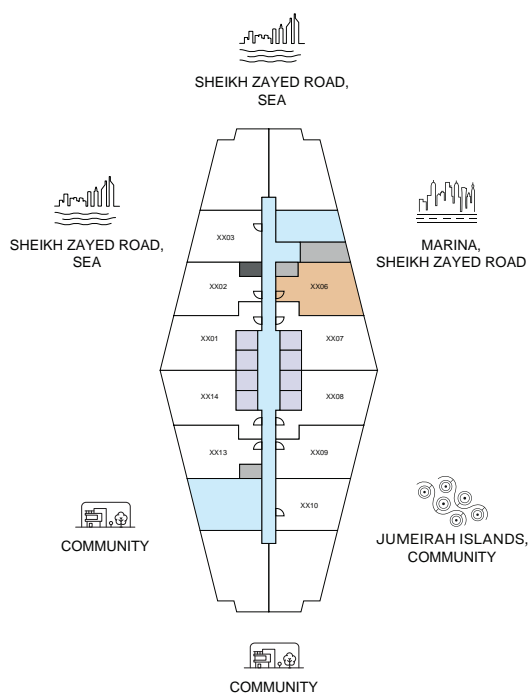 SHEIKH ZAYED ROAD,
SEA
SHEIKH ZAYED ROAD,
SEA
MARINA,
SHEIKH ZAYED ROAD
XX03
XX02
XX06
XX01
XX07
XX14
XX08
XX13
XX09
XX10
COMMUNITY
JUMEIRAH ISLANDS,
COMMUNITY
COMMUNITY